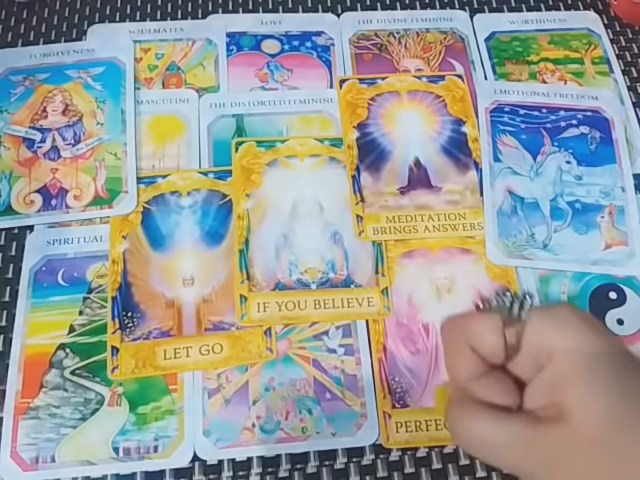 FORGIVENESS
SOULMATES
LOVE
THE DIVINE FEMININE
WORTHINESS
MASCULINE
THE DISTORTED FEMININE
EMOTIONAL FREEDOM
MEDITATION
BRINGS ANSWERS
SPIRITUAL
IF YOU BELIEVE
LET GO